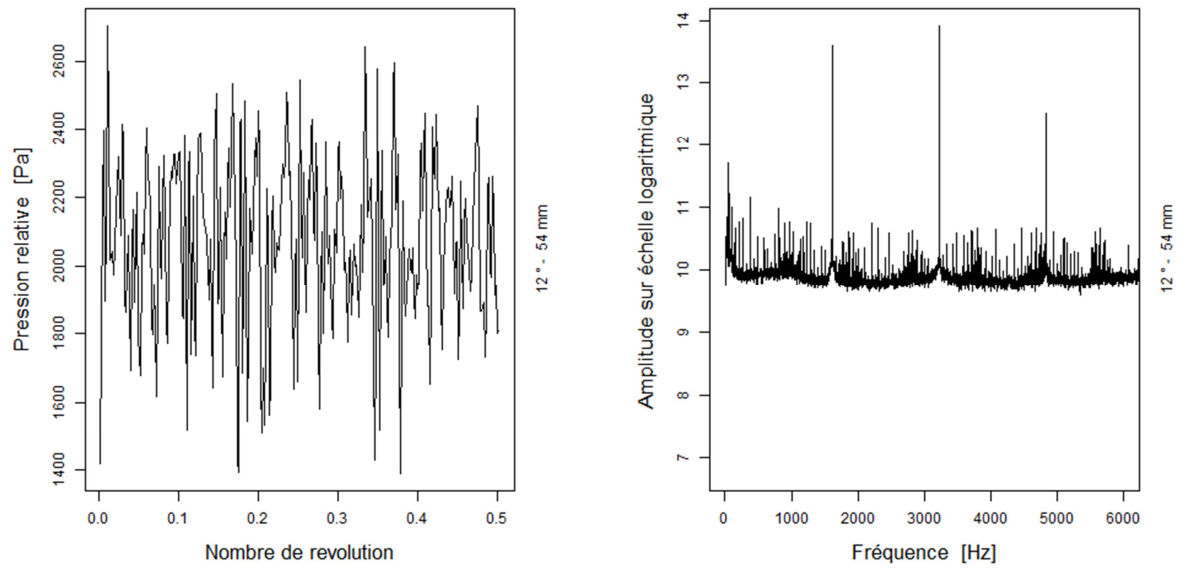 Pression relative [Pa]
2600
2400
2200
2000
1800
1600
1400
0.0 0.1 0.2 0.3 0.4 0.5
Nombre de revolution
12 ° - 54 mm
Amplitude sur échelle logaritmique
14
13
12
11
10
9
8
7
0 1000 2000 3000 4000 5000 6000
Fréquence [Hz]
12 ° - 54 mm